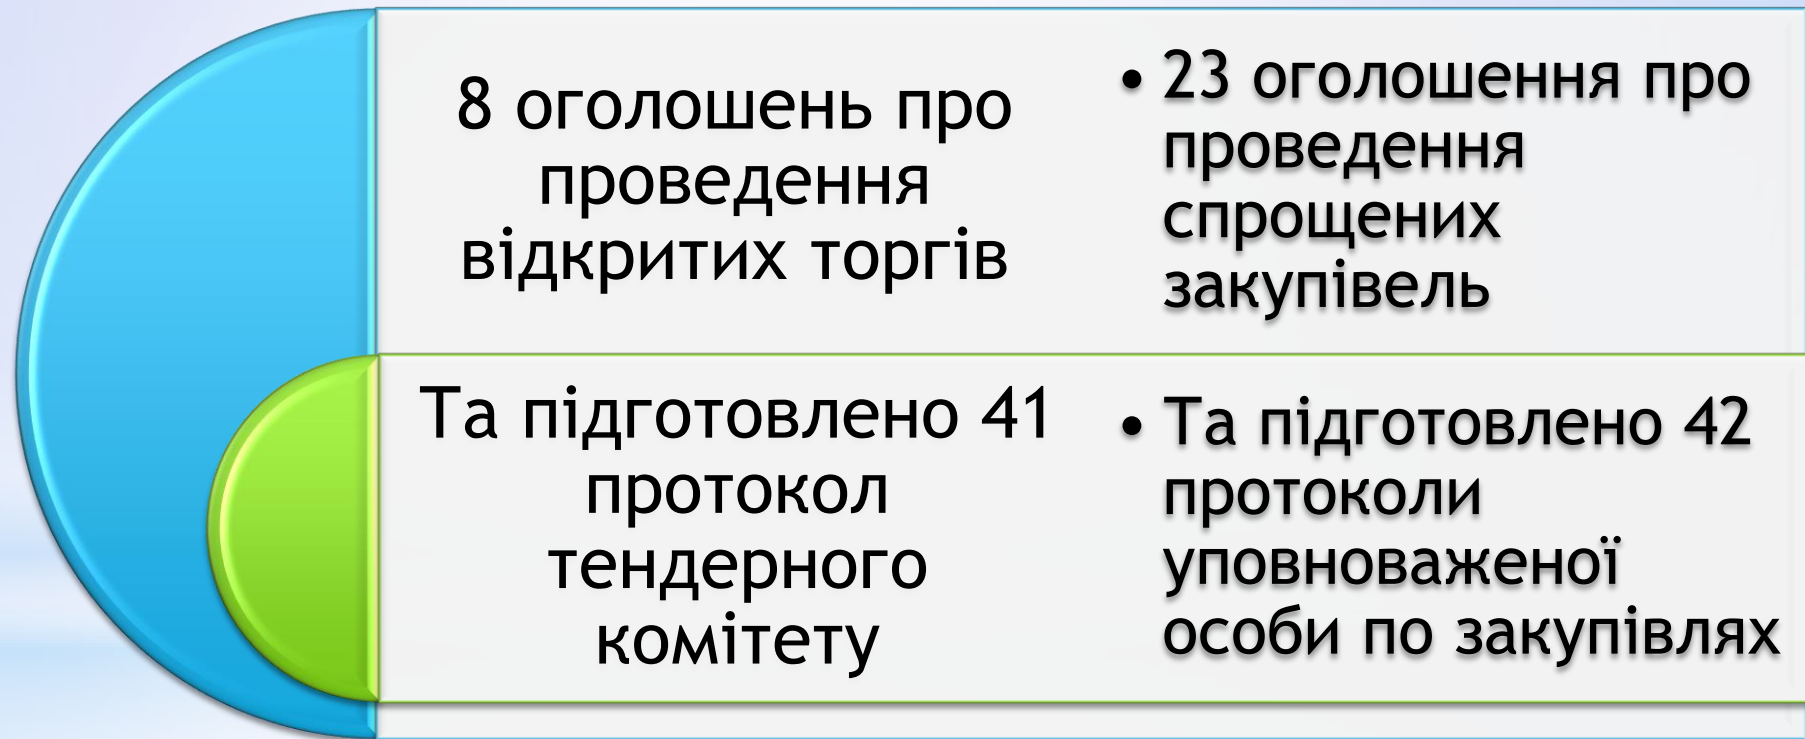 8 оголошень про
проведення
відкритих торгів
• 23 оголошення про
проведення
спрощених
закупівель
Та підготовлено 41
протокол
тендерного
комітету
• Та підготовлено 42
протоколи
уповноваженої
особи по закупівлях